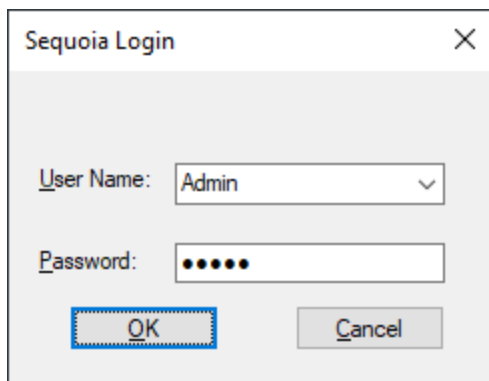 Sequoia Login
User Name: Admin
Password: •••••
OK Cancel